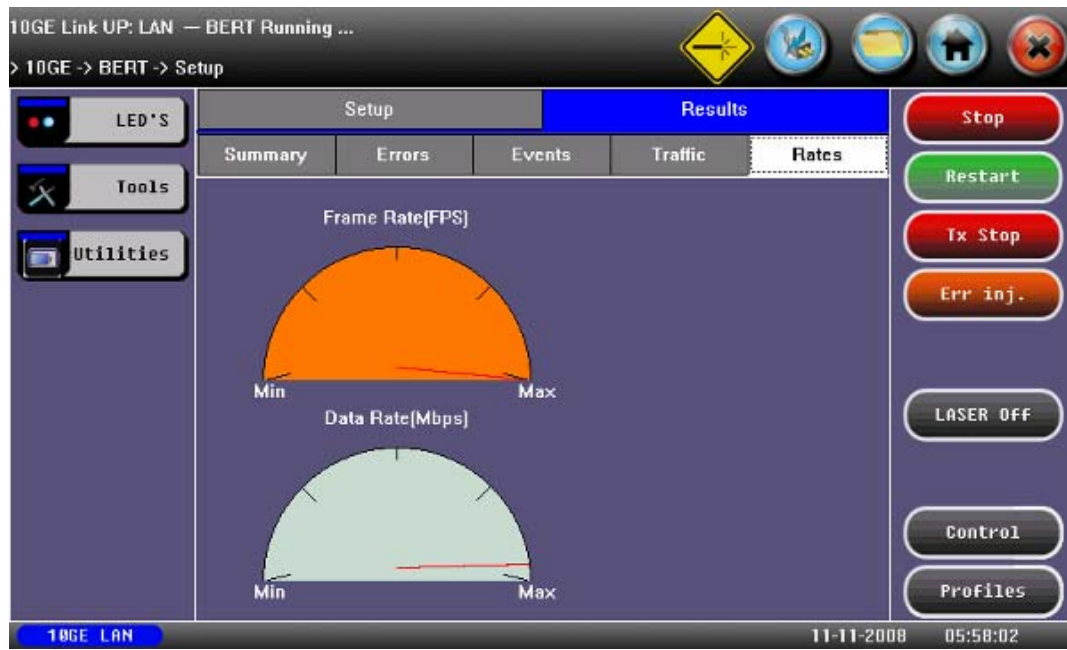 10GE Link UP: LAN — BERT Running ...
> 10GE -> BERT -> Setup
LED'S
Tools
Utilities
Setup
Results
Summary
Errors
Events
Traffic
Rates
Frame Rate(FPS)
Min
Max
Data Rate(Mbps)
Min
Max
Stop
Restart
Tx Stop
Err inj.
LASER Off
Control
Profiles
10GE LAN
11-11-2008
05:58:02